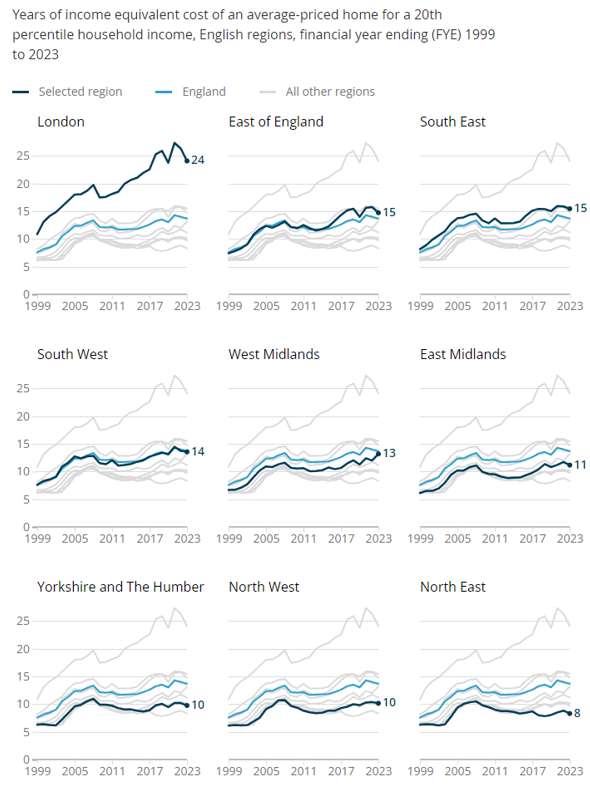 Years of income equivalent cost of an average-priced home for a 20th
percentile household income, English regions, financial year ending (FYE) 1999
to 2023
Selected region England All other regions
London East of England South East
25
20
15
10
5
0
24
15
15
1999 2005 2011 2017 2023 1999 2005 2011 2017 2023 1999 2005 2011 2017 2023
South West West Midlands East Midlands
25
20
15
10
5
0
14
13
11
1999 2005 2011 2017 2023 1999 2005 2011 2017 2023 1999 2005 2011 2017 2023
Yorkshire and The Humber North West North East
25
20
15
10
5
0
10
10
8
1999 2005 2011 2017 2023 1999 2005 2011 2017 2023 1999 2005 2011 2017 2023